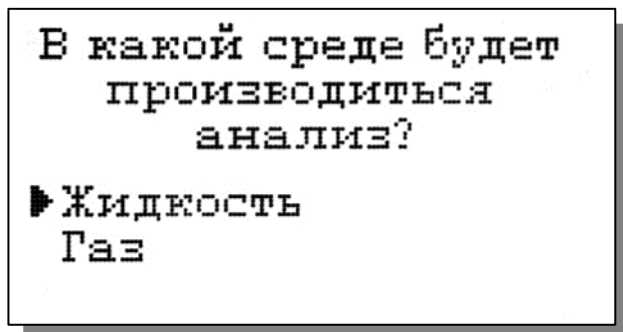 В какой среде будет
производиться
анализ?
Жидкость
Газ